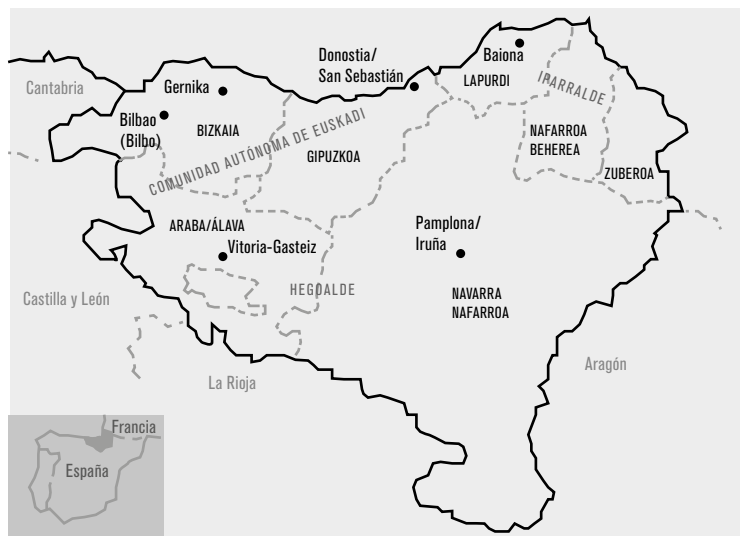 Donostia/
San Sebastián
Baiona
Cantabria
Gernika
LAPURDI
IPARRALDE
Bilbao
(Bilbo)
BIZKAIA
COMUNIDAD AUTÓNOMA DE EUSKADI
GIPUZKOA
NAFARROA
BEHEREA
ZUBEROA
ARABA/ÁLAVA
Vitoria-Gasteiz
Pamplona/
Iruña
HEGOALDE
NAVARRA
NAFARROA
Castilla y León
La Rioja
Aragón
Francia
España